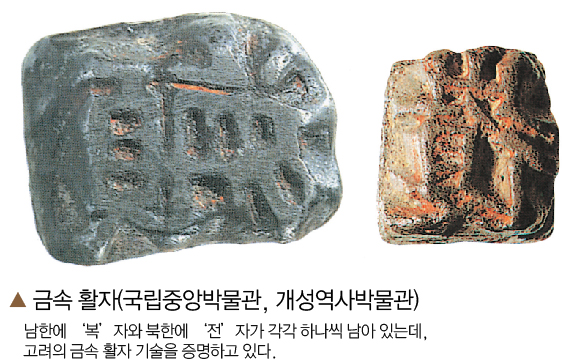 ▲ 금속 활자(국립중앙박물관, 개성역사박물관)
남한에 ‘복’ 자와 북한에 ‘전’ 자가 각각 하나씩 남아 있는데,
고려의 금속 활자 기술을 증명하고 있다.